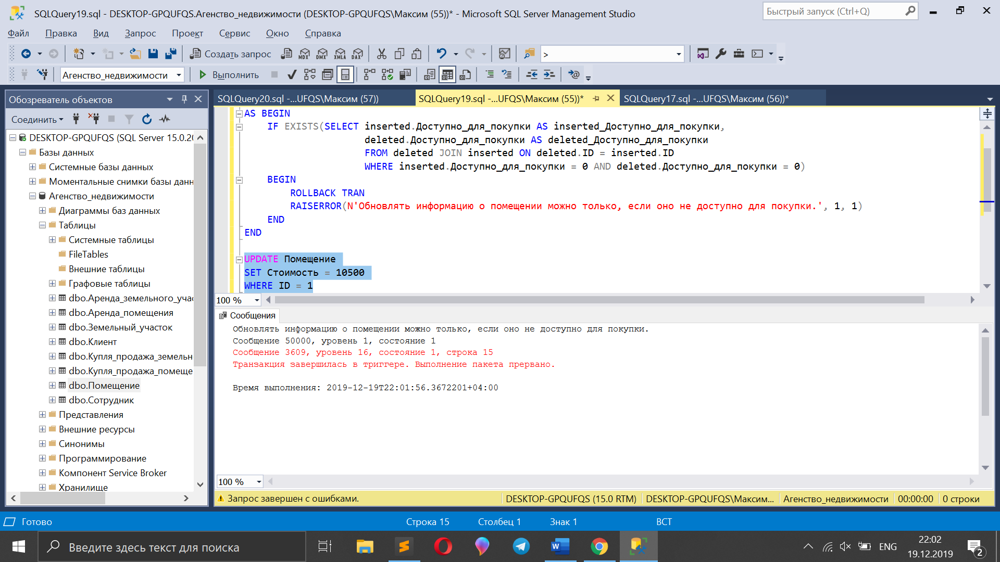 SQLQuery19.sql - DESKTOP-GPQUFQS.Агенство_недвижимости (DESKTOP-GPQUFQS\Максим (55))* - Microsoft SQL Server Management Studio
Быстрый запуск (Ctrl+Q)
Файл Правка Вид Запрос Проект Сервис Окно Справка
Создать запрос MDX DMX XMLA DAX >
Агенство_недвижимости Выполнить
Обозреватель объектов
Соединить
DESKTOP-GPQUFQS (SQL Server 15.0.20
Базы данных
Системные базы данных
Моментальные снимки базы данн
Агенство_недвижимости
Диаграммы баз данных
Таблицы
Системные таблицы
FileTables
Внешние таблицы
Графовые таблицы
dbo.Аренда_земельного_учас
dbo.Аренда_помещения
dbo.Земельный_участок
dbo.Клиент
dbo.Купля_продажа_земельн
dbo.Купля_продажа_помеще
dbo.Помещение
dbo.Сотрудник
Представления
Внешние ресурсы
Синонимы
Программирование
Компонент Service Broker
Хранилище
SQLQuery20.sql -...UFQS\Максим (57)) SQLQuery19.sql -...UFQS\Максим (55))* SQLQuery17.sql -...UFQS\Максим (56))*
AS BEGIN
IF EXISTS(SELECT inserted.Доступно_для_покупки AS inserted_Доступно_для_покупки,
deleted.Доступно_для_покупки AS deleted_Доступно_для_покупки
FROM deleted JOIN inserted ON deleted.ID = inserted.ID
WHERE inserted.Доступно_для_покупки = 0 AND deleted.Доступно_для_покупки = 0)
BEGIN
ROLLBACK TRAN
RAISERROR(N'Обновлять информацию о помещении можно только, если оно не доступно для покупки.', 1, 1)
END
END
UPDATE Помещение
SET Стоимость = 10500
WHERE ID = 1
100 %
Сообщения
Обновлять информацию о помещении можно только, если оно не доступно для покупки.
Сообщение 50000, уровень 1, состояние 1
Сообщение 3609, уровень 16, состояние 1, строка 15
Транзакция завершилась в триггере. Выполнение пакета прервано.
Время выполнения: 2019-12-19T22:01:56.3672201+04:00
100 %
Запрос завершен с ошибками. DESKTOP-GPQUFQS (15.0 RTM) DESKTOP-GPQUFQS\Максим... Агенство_недвижимости 00:00:00 0 строки
Готово Строка 15 Столбец 1 Знак 1 ВСТ
Введите здесь текст для поиска
ENG
22:02
19.12.2019
2